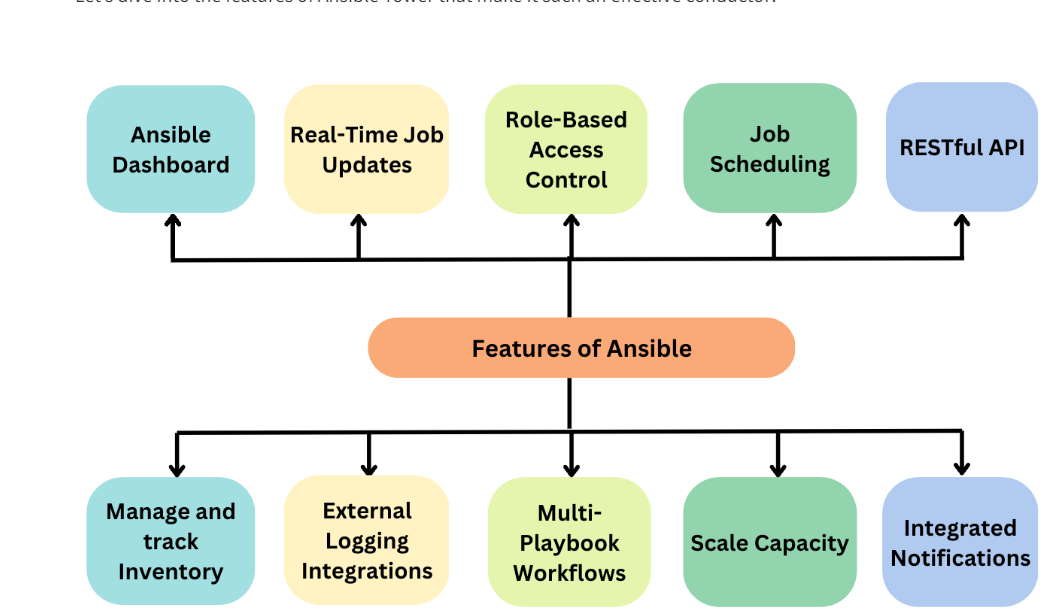 Let's dive into the features of Ansible Tower that make it such an effective conductor.
Ansible
Dashboard
Real-Time Job
Updates
Role-Based
Access
Control
Job
Scheduling
RESTful API
Features of Ansible
Manage and
track
Inventory
External
Logging
Integrations
Multi-
Playbook
Workflows
Scale Capacity
Integrated
Notifications